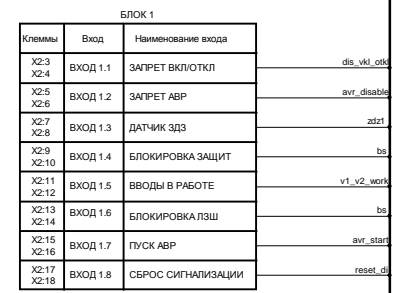 БЛОК 1
Клеммы Вход Наименование входа
X2:3
X2:4
ВХОД 1.1 ЗАПРЕТ ВКЛ/ОТКЛ dis_vkl_otkl
X2:5
X2:6
ВХОД 1.2 ЗАПРЕТ АВР avr_disable
X2:7
X2:8
ВХОД 1.3 ДАТЧИК ЗДЗ zdz1
X2:9
X2:10
ВХОД 1.4 БЛОКИРОВКА ЗАЩИТ bs
X2:11
X2:12
ВХОД 1.5 ВВОДЫ В РАБОТЕ v1_v2_work
X2:13
X2:14
ВХОД 1.6 БЛОКИРОВКА ЛЗШ bs
X2:15
X2:16
ВХОД 1.7 ПУСК АВР avr_start
X2:17
X2:18
ВХОД 1.8 СБРОС СИГНАЛИЗАЦИИ reset_di